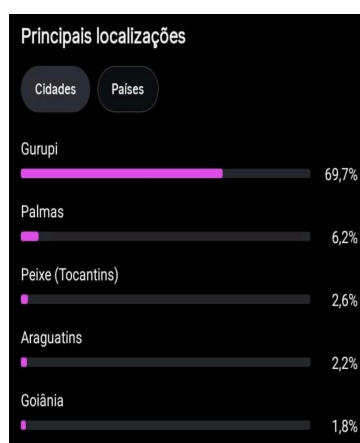 Principais localizações
Cidades Países
Gurupi
69,7%
Palmas
6,2%
Peixe (Tocantins)
2,6%
Araguatins
2,2%
Goiânia
1,8%